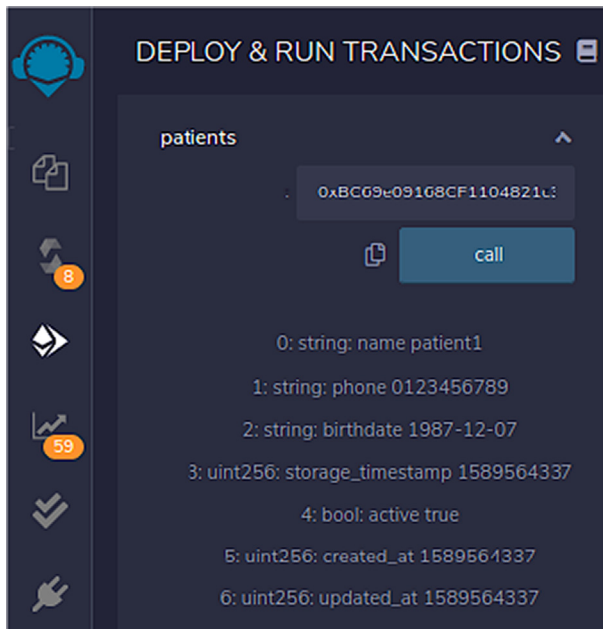 DEPLOY & RUN TRANSACTIONS
patients
:
call
0: string: name patient1
8
1: string: phone 0123456789
2: string: birthdate 1987-12-07
59
3: uint256: storage_timestamp 1589564337
4: bool: active true
5: uint256: created_at 1589564337
6: uint256: updated_at 1589564337